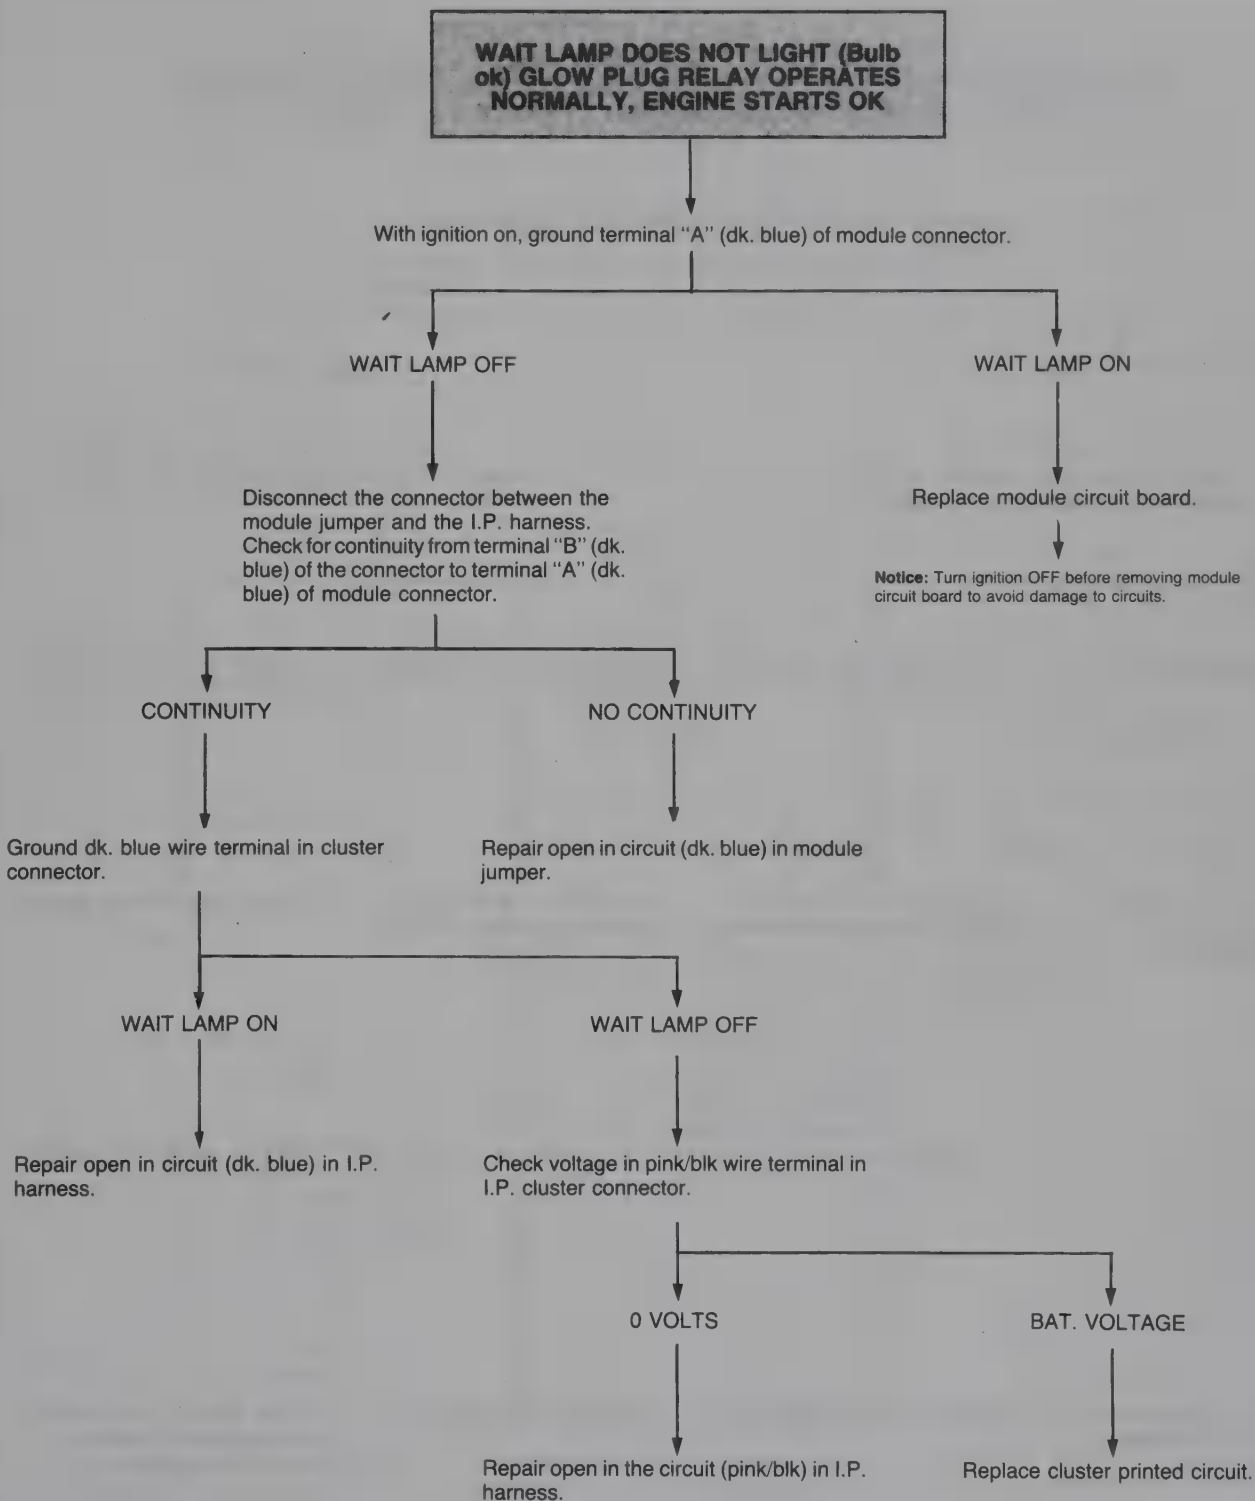 WAIT LAMP DOES NOT LIGHT (Bulb
ok) GLOW PLUG RELAY OPERATES
NORMALLY, ENGINE STARTS OK
With ignition on, ground terminal "A" (dk. blue) of module connector.
WAIT LAMP OFF
WAIT LAMP ON
Disconnect the connector between the
module jumper and the I.P. harness.
Check for continuity from terminal "B" (dk.
blue) of the connector to terminal "A" (dk.
blue) of module connector.
Replace module circuit board.
Notice: Turn ignition OFF before removing module
circuit board to avoid damage to circuits.
CONTINUITY
NO CONTINUITY
Ground dk. blue wire terminal in cluster
connector.
Repair open in circuit (dk. blue) in module
jumper.
WAIT LAMP ON
WAIT LAMP OFF
Repair open in circuit (dk. blue) in I.P.
harness.
Check voltage in pink/blk wire terminal in
I.P. cluster connector.
0 VOLTS
BAT. VOLTAGE
Repair open in the circuit (pink/blk) in I.P.
harness.
Replace cluster printed circuit.